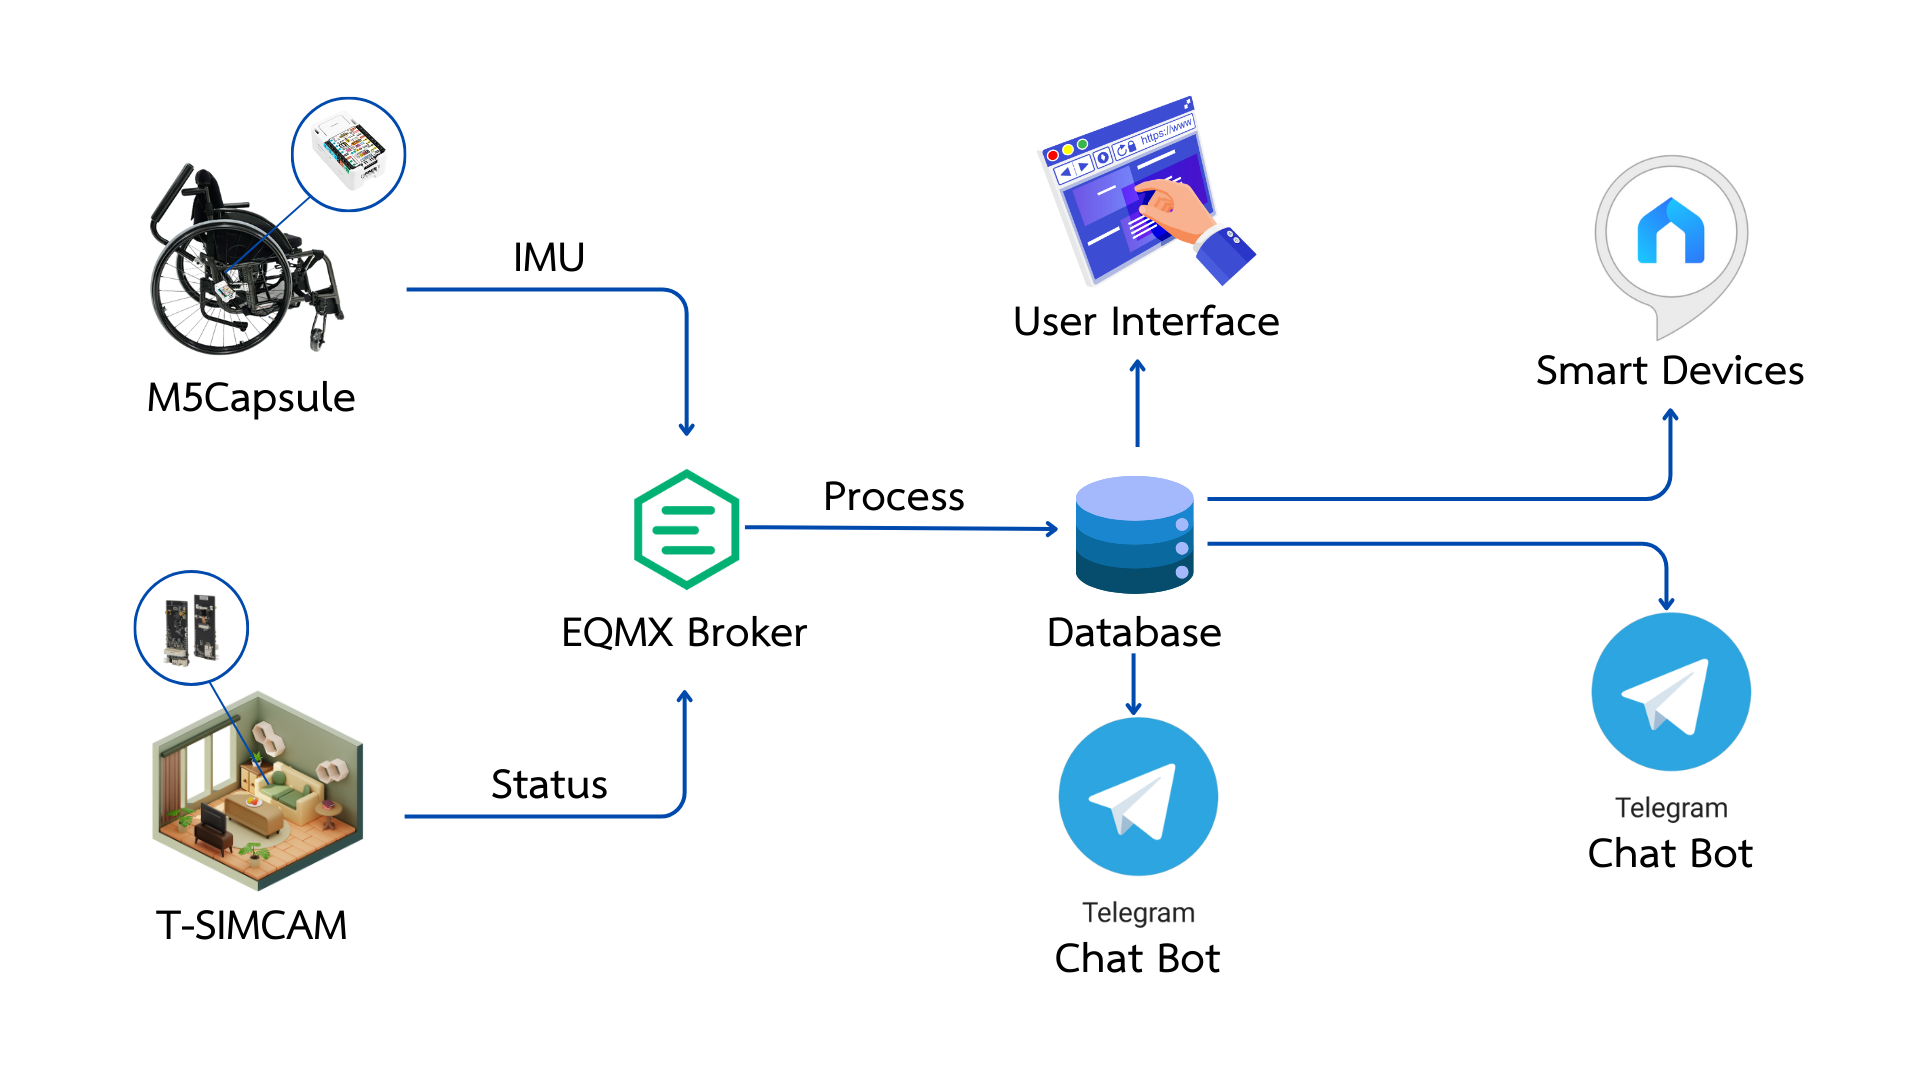 https://www
IMU
User Interface
Smart Devices
M5Capsule
Process
EQMX Broker
Database
Status
Telegram
Chat Bot
T-SIMCAM
Telegram
Chat Bot